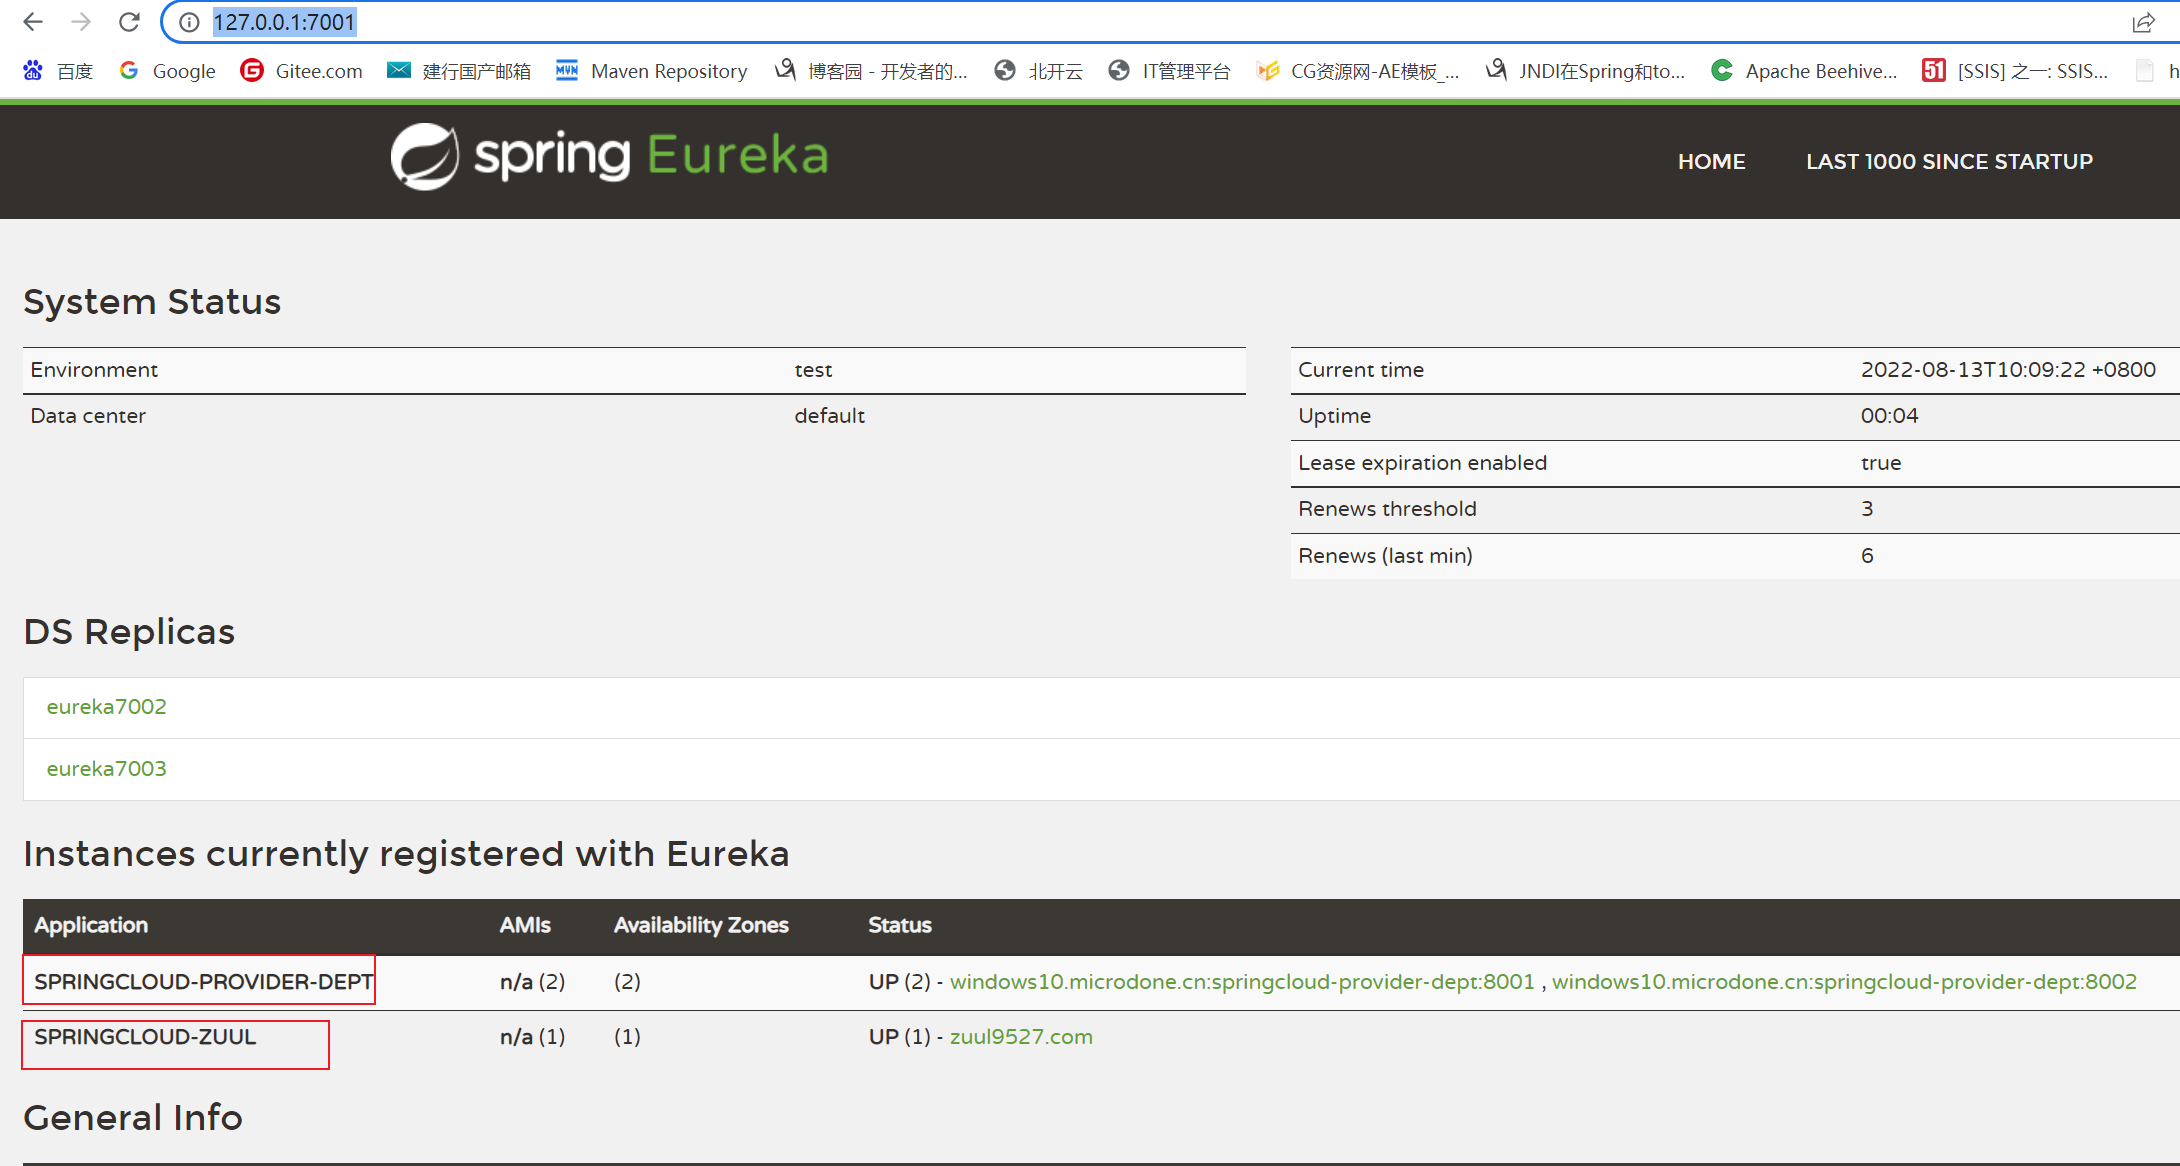 127.0.0.1:7001
百度 Google Gitee.com 建行国产邮箱 Maven Repository 博客园 - 开发者的... 北开云 IT管理平台 CG资源网-AE模板_... JNDI在Spring和to... Apache Beehive... 51 [SSIS] 之一: SSIS... h
spring Eureka HOME LAST 1000 SINCE STARTUP
System Status
Environment test
Data center default
Current time 2022-08-13T10:09:22 +0800
Uptime 00:04
Lease expiration enabled true
Renews threshold 3
Renews (last min) 6
DS Replicas
eureka7002
eureka7003
Instances currently registered with Eureka
Application AMIs Availability Zones Status
SPRINGCLOUD-PROVIDER-DEPT n/a (2) (2) UP (2) - windows10.microdone.cn:springcloud-provider-dept:8001 , windows10.microdone.cn:springcloud-provider-dept:8002
SPRINGCLOUD-ZUUL n/a (1) (1) UP (1) - zuul9527.com
General Info